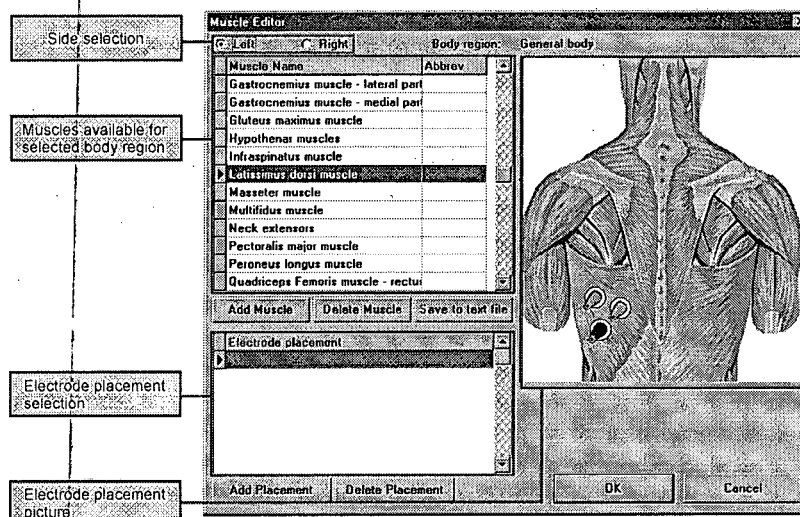 Side selection
Muscles available for
selected body region
Electrode placement
selection
Electrode placement
picture
Muscle Editor
Left
Right
Body region:
General body
Muscle Name
Abbrev
Gastrocnemius muscle - lateral part
Gastrocnemius muscle - medial part
Gluteus maximus muscle
Hypothenar muscles
Infraspinatus muscle
Latissimus dorsi muscle
Masseter muscle
Multifidus muscle
Neck extensors
Pectoralis major muscle
Peroneus longus muscle
Quadriceps Femoris muscle - rectu
Add Muscle
Delete Muscle
Save to text file
Electrode placement
Add Placement
Delete Placement
OK
Cancel